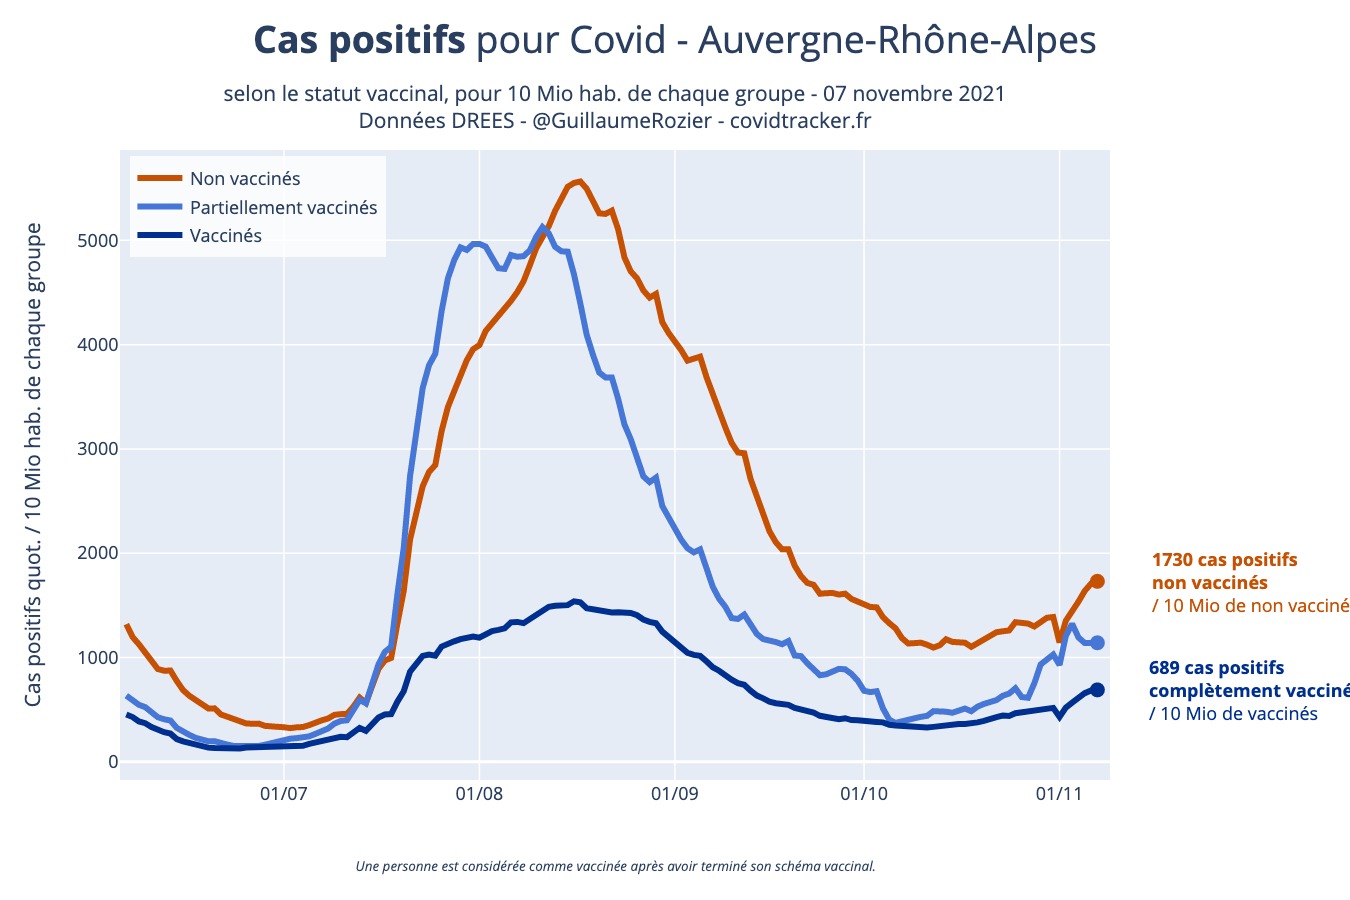 Cas positifs pour Covid - Auvergne-Rhône-Alpes
selon le statut vaccinal, pour 10 Mio hab. de chaque groupe - 07 novembre 2021
Données DREES - @GuillaumeRozier - covidtracker.fr
Non vaccinés
Partiellement vaccinés
Vaccinés
Cas positifs quot. / 10 Mio hab. de chaque groupe
5000
4000
3000
2000
1000
0
01/07
01/08
01/09
01/10
01/11
1730 cas positifs
non vaccinés
/ 10 Mio de non vacciné
689 cas positifs
complètement vacciné
/ 10 Mio de vaccinés
Une personne est considérée comme vaccinée après avoir terminé son schéma vaccinal.